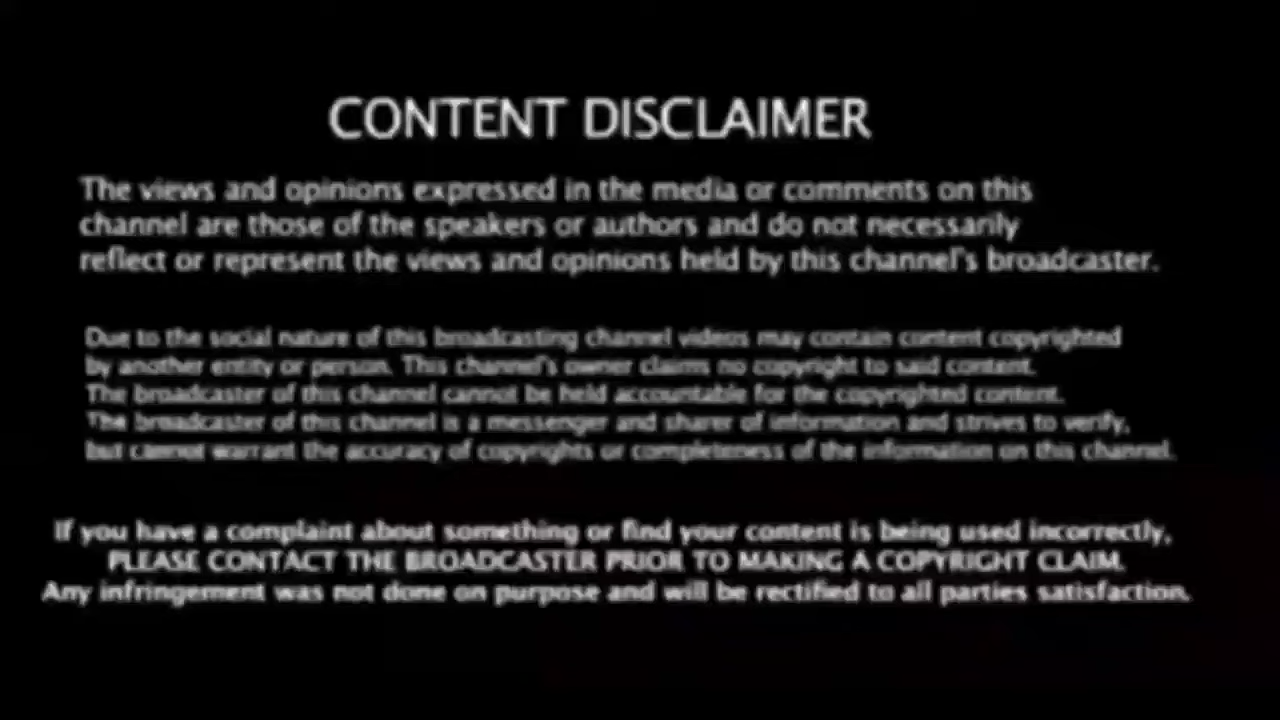 CONTENT DISCLAIMER
The views and opinions expressed in the media or comments on this
channel are those of the speakers or authors and do not necessarily
reflect or represent the views and opinions held by this channel's broadcaster.
Due to the social nature of this broadcasting channel videos may contain content copyrighted
by another entity or person. This channel's owner claims no copyright to said content.
The broadcaster of this channel cannot be held accountable for the copyrighted content.
The broadcaster of this channel is a messenger and sharer of information and strives to verify,
but cannot warrant the accuracy of copyrights or completeness of the information on this channel.
If you have a complaint about something or find your content is being used incorrectly,
PLEASE CONTACT THE BROADCASTER PRIOR TO MAKING A COPYRIGHT CLAIM.
Any infringement was not done on purpose and will be rectified to all parties satisfaction.